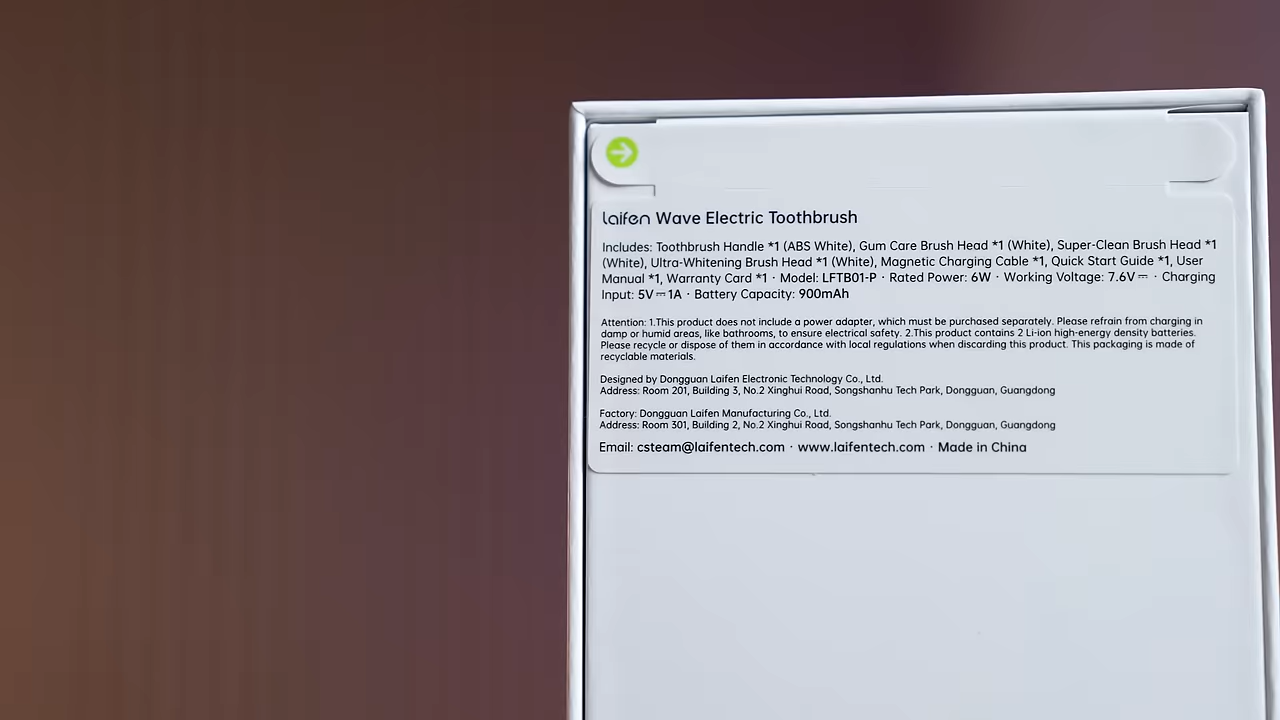 laifen Wave Electric Toothbrush
Includes: Toothbrush Handle *1 (ABS White), Gum Care Brush Head *1 (White), Super-Clean Brush Head *1
(White), Ultra-Whitening Brush Head *1 (White), Magnetic Charging Cable *1, Quick Start Guide *1, User
Manual *1, Warranty Card *1 · Model: LFTB01-P · Rated Power: 6W · Working Voltage: 7.6V⎓ · Charging
Input: 5V⎓1A · Battery Capacity: 900mAh
Attention: 1.This product does not include a power adapter, which must be purchased separately. Please refrain from charging in
damp or humid areas, like bathrooms, to ensure electrical safety. 2.This product contains 2 Li-ion high-energy density batteries.
Please recycle or dispose of them in accordance with local regulations when discarding this product. This packaging is made of
recyclable materials.
Designed by Dongguan Laifen Electronic Technology Co., Ltd.
Address: Room 201, Building 3, No.2 Xinghui Road, Songshanhu Tech Park, Dongguan, Guangdong
Factory: Dongguan Laifen Manufacturing Co., Ltd.
Address: Room 301, Building 2, No.2 Xinghui Road, Songshanhu Tech Park, Dongguan, Guangdong
Email: csteam@laifentech.com · www.laifentech.com · Made in China